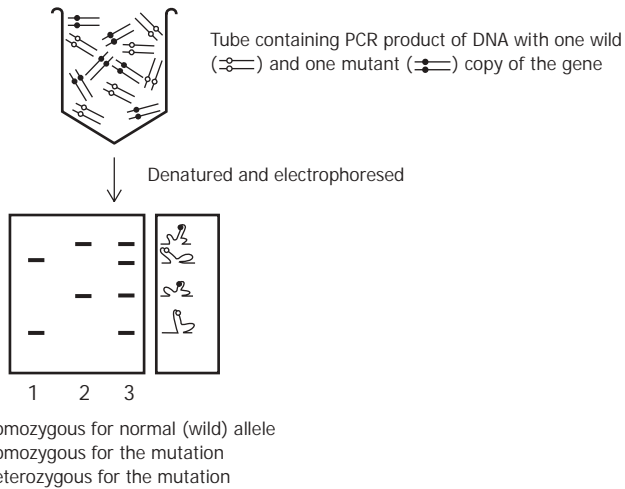 Tube containing PCR product of DNA with one wild
( ) and one mutant ( ) copy of the gene
Denatured and electrophoresed
1 2 3
omozygous for normal (wild) allele
omozygous for the mutation
eterozygous for the mutation